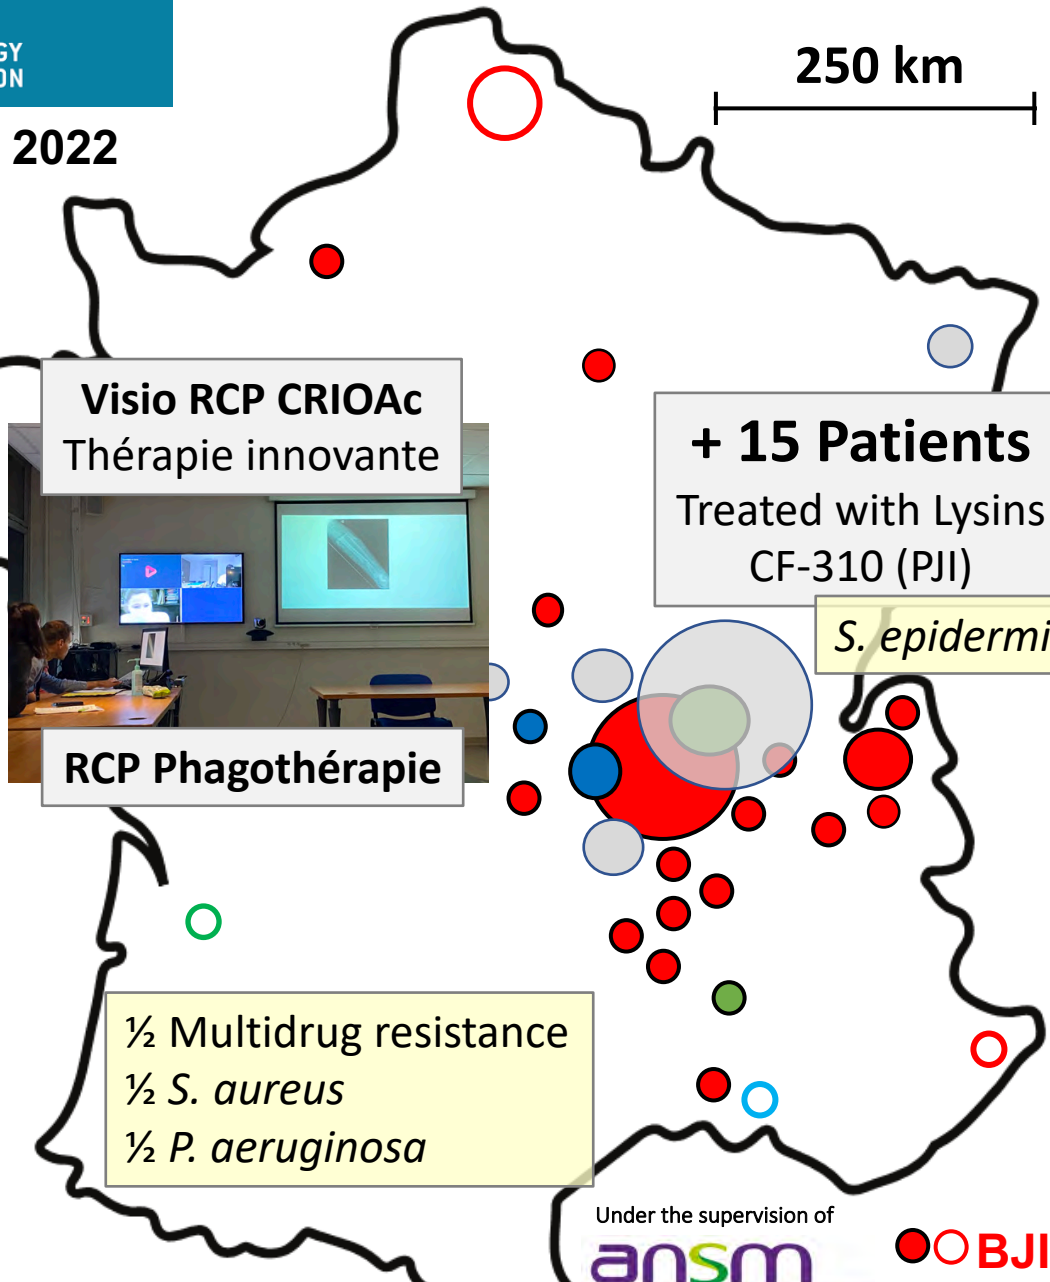 GY
ON
2022
250 km
Visio RCP CRIOAc
Thérapie innovante
+ 15 Patients
Treated with Lysins
CF-310 (PJI)
S. epidermi
RCP Phagothérapie
½ Multidrug resistance
½ S. aureus
½ P. aeruginosa
Under the supervision of
ansm
BJI